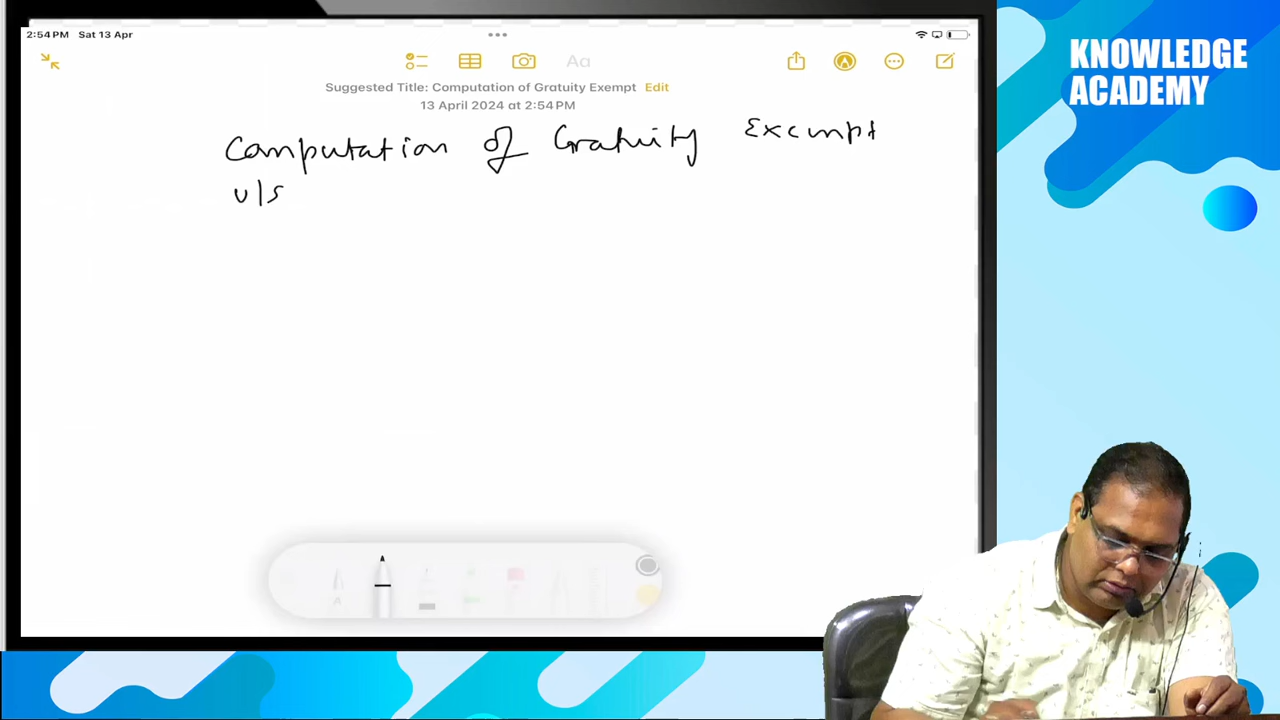 2:54 PM Sat 13 Apr
Aa
Suggested Title: Computation of Gratuity Exempt Edit
13 April 2024 at 2:54 PM
Computation of Gratuity Exempt
u/s
KNOWLEDGE
ACADEMY